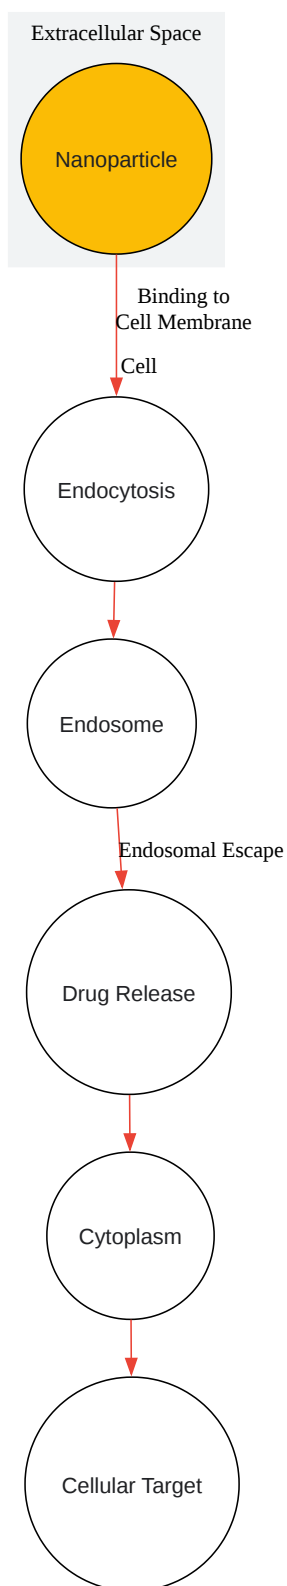 Extracellular Space
Nanoparticle
Binding to
Cell Membrane
Cell
Endocytosis
Endosome
Endosomal Escape
Drug Release
Cytoplasm
Cellular Target